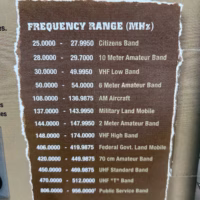 FREQUENCY RANGE (MHz)
25.0000 - 27.9950 Citizens Band
28.0000 - 29.7000 10 Meter Amateur Band
30.0000 - 49.9950 VHF Low Band
50.0000 - 54.0000 6 Meter Amateur Band
108.0000 - 136.9875 AM Aircraft
137.0000 - 143.9950 Military Land Mobile
144.0000 - 147.9950 2 Meter Amateur Band
148.0000 - 174.0000 VHF High Band
406.0000 - 419.9875 Federal Govt. Land Mobile
420.0000 - 449.9875 70 cm Amateur Band
450.0000 - 469.9875 UHF Standard Band
470.0000 - 512.0000 UHF "T" Band
806.0000 - 956.0000 Public Service Band